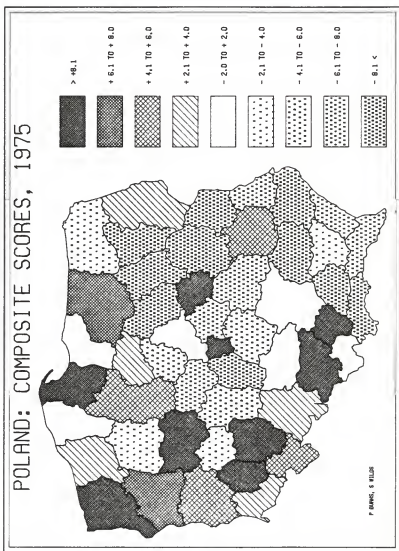 POLAND: COMPOSITE SCORES, 1975
> +8.1
+ 6.1 TO + 8.0
+ 4.1 TO + 6.0
+ 2.1 TO + 4.0
- 2.0 TO + 2.0
- 2.1 TO - 4.0
- 4.1 TO - 6.0
- 6.1 TO - 8.0
- 8.1 <
P BURNS, S WILDS